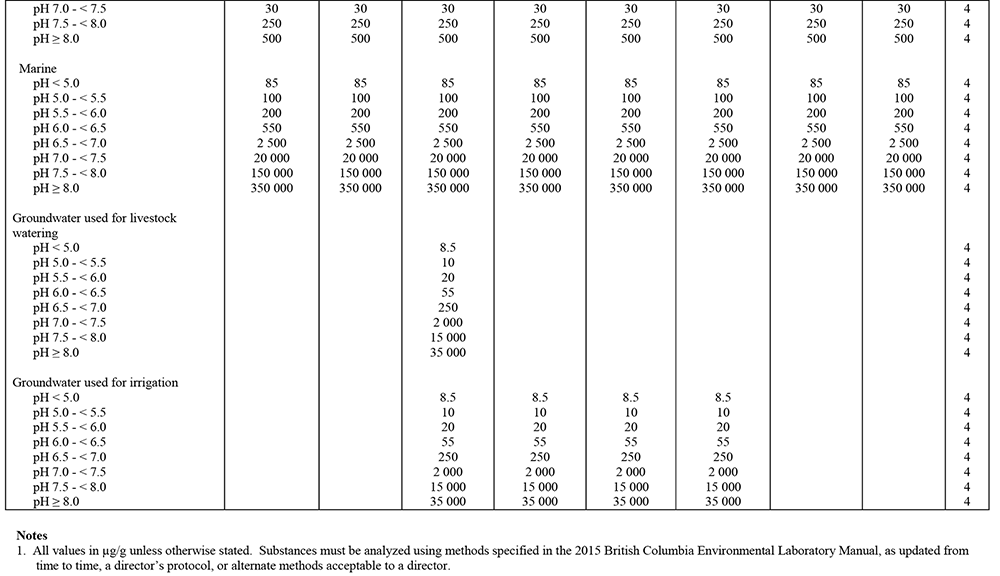 pH 7.0 - < 7.5 30 30 30 30 30 30 30 30 4
pH 7.5 - < 8.0 250 250 250 250 250 250 250 250 4
pH ≥ 8.0 500 500 500 500 500 500 500 500 4
Marine
pH < 5.0 85 85 85 85 85 85 85 85 4
pH 5.0 - < 5.5 100 100 100 100 100 100 100 100 4
pH 5.5 - < 6.0 200 200 200 200 200 200 200 200 4
pH 6.0 - < 6.5 550 550 550 550 550 550 550 550 4
pH 6.5 - < 7.0 2 500 2 500 2 500 2 500 2 500 2 500 2 500 2 500 4
pH 7.0 - < 7.5 20 000 20 000 20 000 20 000 20 000 20 000 20 000 20 000 4
pH 7.5 - < 8.0 150 000 150 000 150 000 150 000 150 000 150 000 150 000 150 000 4
pH ≥ 8.0 350 000 350 000 350 000 350 000 350 000 350 000 350 000 350 000 4
Groundwater used for livestock
watering
pH < 5.0 8.5 4
pH 5.0 - < 5.5 10 4
pH 5.5 - < 6.0 20 4
pH 6.0 - < 6.5 55 4
pH 6.5 - < 7.0 250 4
pH 7.0 - < 7.5 2 000 4
pH 7.5 - < 8.0 15 000 4
pH ≥ 8.0 35 000 4
Groundwater used for irrigation
pH < 5.0 8.5 8.5 8.5 8.5 4
pH 5.0 - < 5.5 10 10 10 10 4
pH 5.5 - < 6.0 20 20 20 20 4
pH 6.0 - < 6.5 55 55 55 55 4
pH 6.5 - < 7.0 250 250 250 250 4
pH 7.0 - < 7.5 2 000 2 000 2 000 2 000 4
pH 7.5 - < 8.0 15 000 15 000 15 000 15 000 4
pH ≥ 8.0 35 000 35 000 35 000 35 000 4
Notes
1. All values in µg/g unless otherwise stated. Substances must be analyzed using methods specified in the 2015 British Columbia Environmental Laboratory Manual, as updated from
time to time, a director's protocol, or alternate methods acceptable to a director.